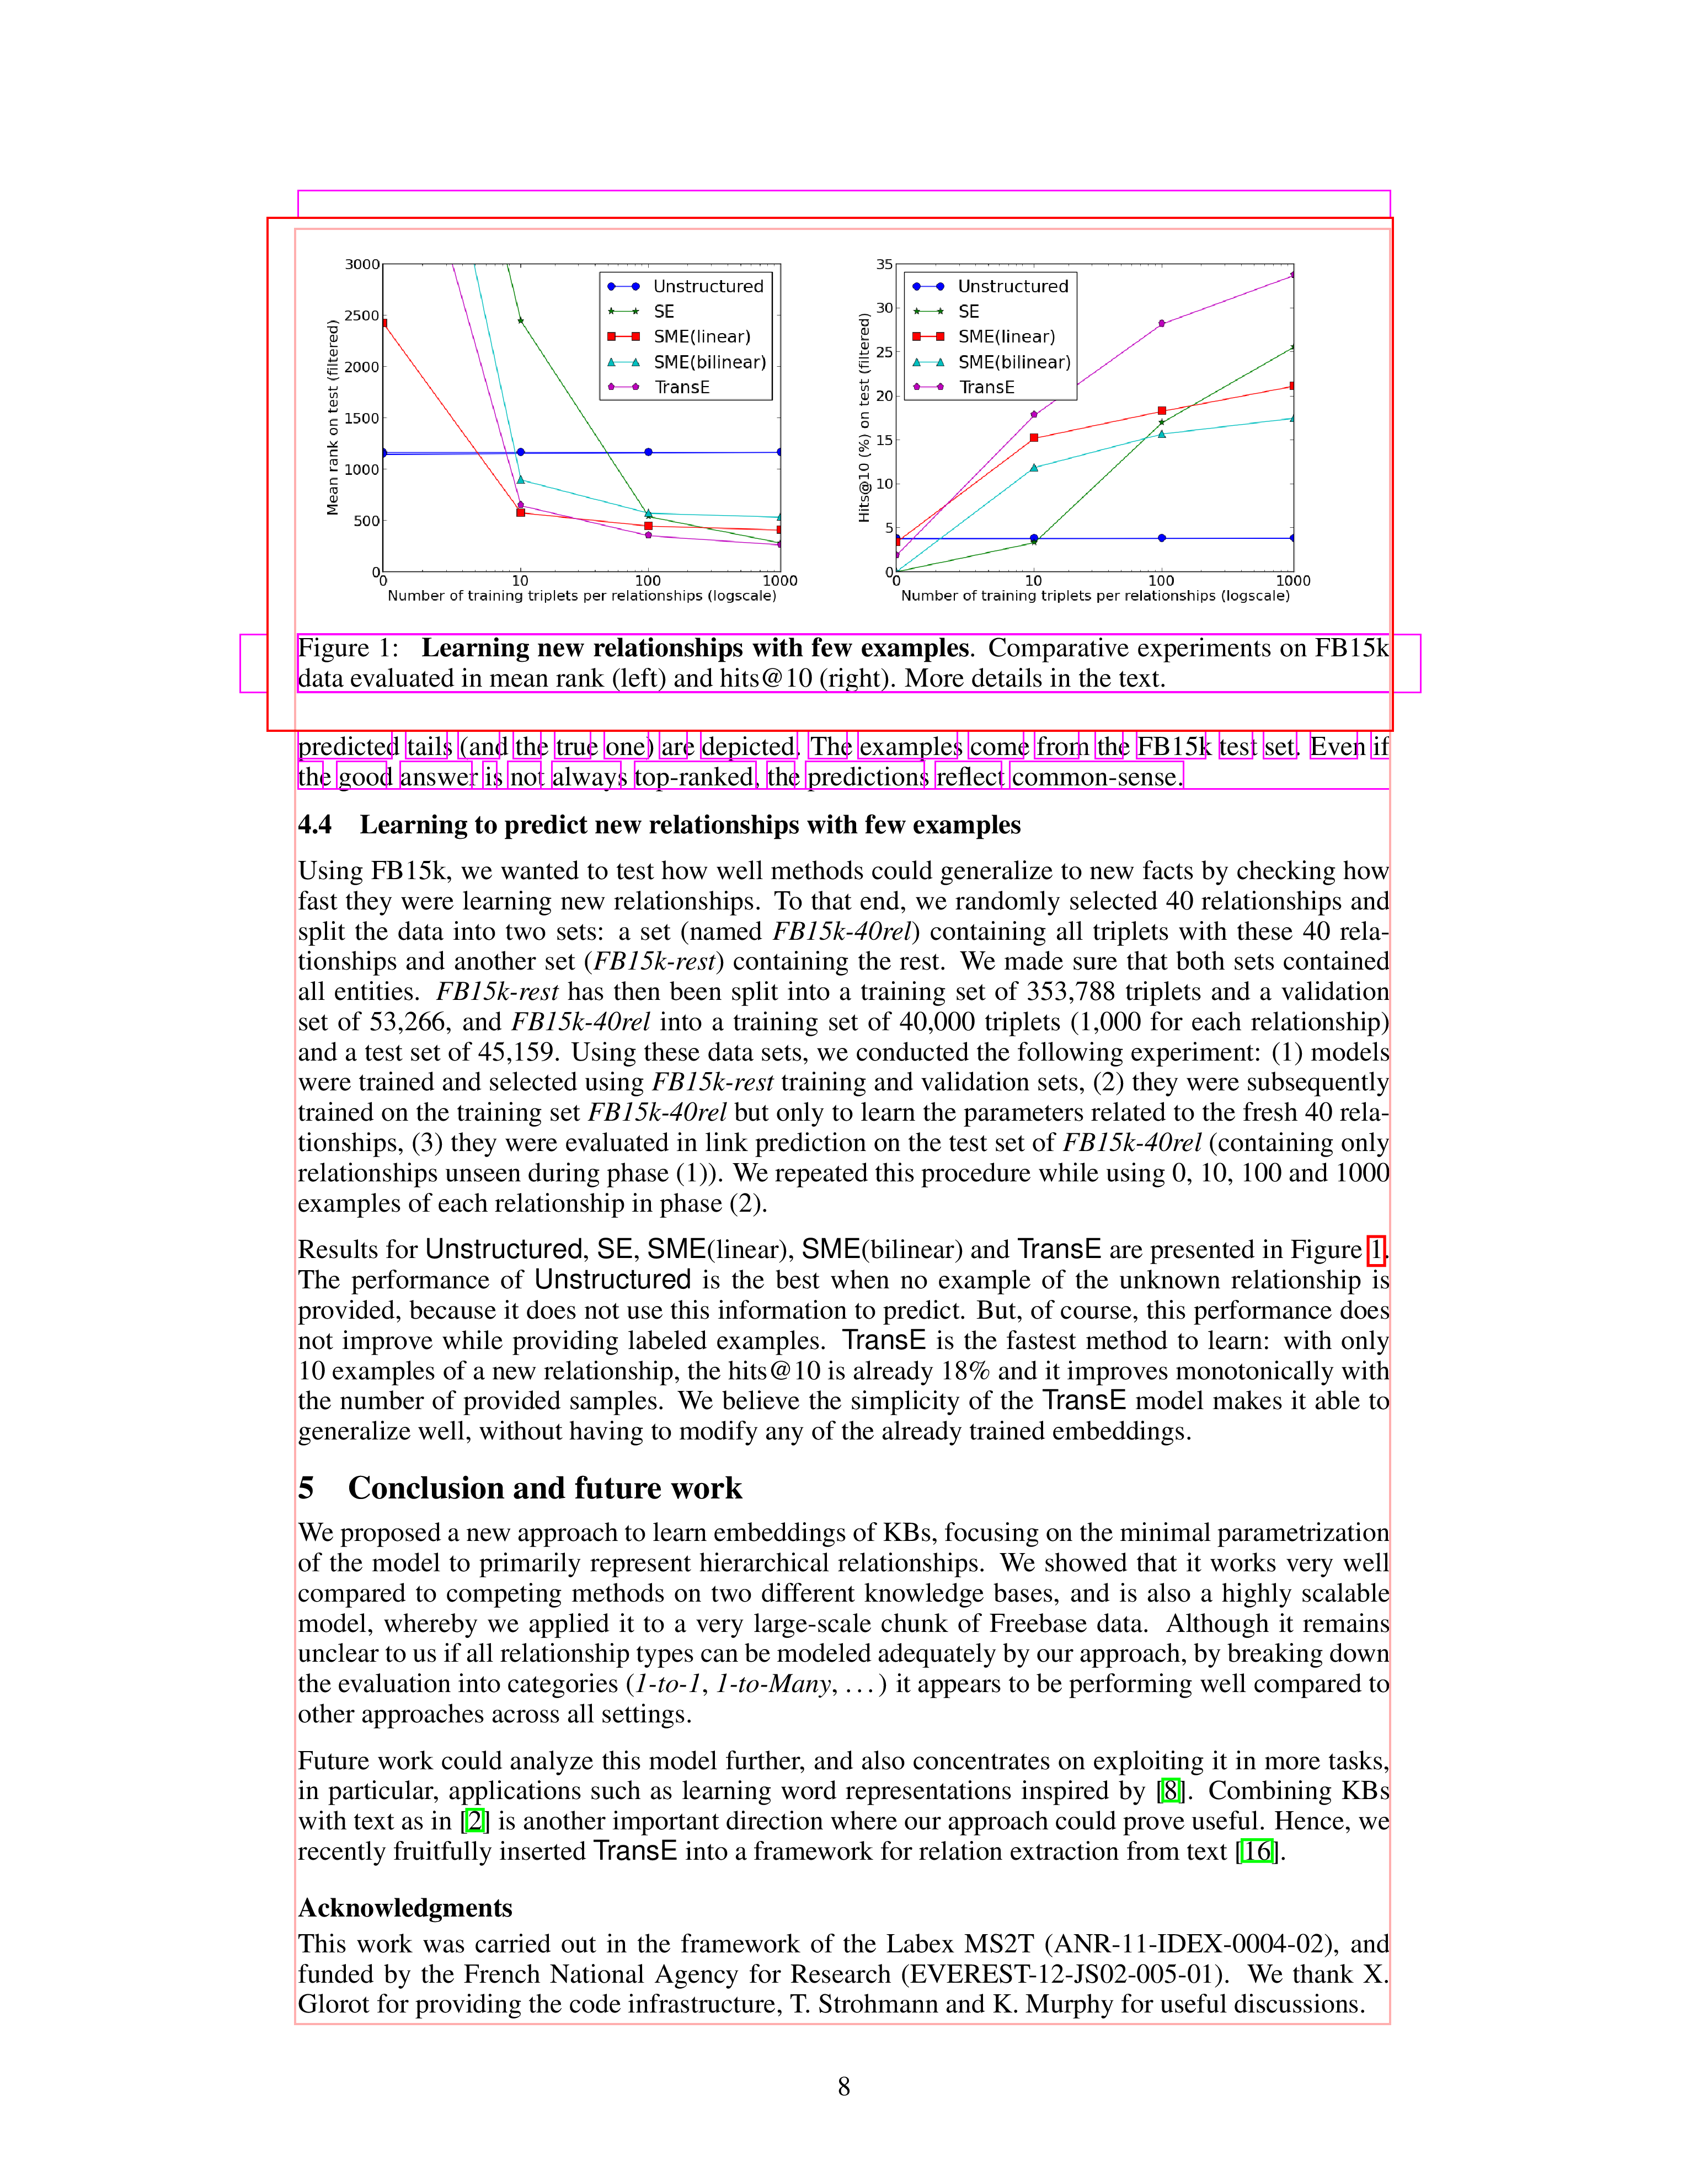 3000
2500
2000
1500
1000
500
0
0 10 100 1000
Mean rank on test (filtered)
Number of training triplets per relationships (logscale)
Unstructured
SE
SME(linear)
SME(bilinear)
TransE
35
30
25
20
15
10
5
0
0 10 100 1000
Hits@10 (%) on test (filtered)
Number of training triplets per relationships (logscale)
Unstructured
SE
SME(linear)
SME(bilinear)
TransE
Figure 1: Learning new relationships with few examples. Comparative experiments on FB15k
data evaluated in mean rank (left) and hits@10 (right). More details in the text.
predicted tails (and the true one) are depicted. The examples come from the FB15k test set. Even if
the good answer is not always top-ranked, the predictions reflect common-sense.
4.4 Learning to predict new relationships with few examples
Using FB15k, we wanted to test how well methods could generalize to new facts by checking how
fast they were learning new relationships. To that end, we randomly selected 40 relationships and
split the data into two sets: a set (named FB15k-40rel) containing all triplets with these 40 rela-
tionships and another set (FB15k-rest) containing the rest. We made sure that both sets contained
all entities. FB15k-rest has then been split into a training set of 353,788 triplets and a validation
set of 53,266, and FB15k-40rel into a training set of 40,000 triplets (1,000 for each relationship)
and a test set of 45,159. Using these data sets, we conducted the following experiment: (1) models
were trained and selected using FB15k-rest training and validation sets, (2) they were subsequently
trained on the training set FB15k-40rel but only to learn the parameters related to the fresh 40 rela-
tionships, (3) they were evaluated in link prediction on the test set of FB15k-40rel (containing only
relationships unseen during phase (1)). We repeated this procedure while using 0, 10, 100 and 1000
examples of each relationship in phase (2).
Results for Unstructured, SE, SME(linear), SME(bilinear) and TransE are presented in Figure 1.
The performance of Unstructured is the best when no example of the unknown relationship is
provided, because it does not use this information to predict. But, of course, this performance does
not improve while providing labeled examples. TransE is the fastest method to learn: with only
10 examples of a new relationship, the hits@10 is already 18% and it improves monotonically with
the number of provided samples. We believe the simplicity of the TransE model makes it able to
generalize well, without having to modify any of the already trained embeddings.
5 Conclusion and future work
We proposed a new approach to learn embeddings of KBs, focusing on the minimal parametrization
of the model to primarily represent hierarchical relationships. We showed that it works very well
compared to competing methods on two different knowledge bases, and is also a highly scalable
model, whereby we applied it to a very large-scale chunk of Freebase data. Although it remains
unclear to us if all relationship types can be modeled adequately by our approach, by breaking down
the evaluation into categories (1-to-1, 1-to-Many, . . . ) it appears to be performing well compared to
other approaches across all settings.
Future work could analyze this model further, and also concentrates on exploiting it in more tasks,
in particular, applications such as learning word representations inspired by [8]. Combining KBs
with text as in [2] is another important direction where our approach could prove useful. Hence, we
recently fruitfully inserted TransE into a framework for relation extraction from text [16].
Acknowledgments
This work was carried out in the framework of the Labex MS2T (ANR-11-IDEX-0004-02), and
funded by the French National Agency for Research (EVEREST-12-JS02-005-01). We thank X.
Glorot for providing the code infrastructure, T. Strohmann and K. Murphy for useful discussions.
8